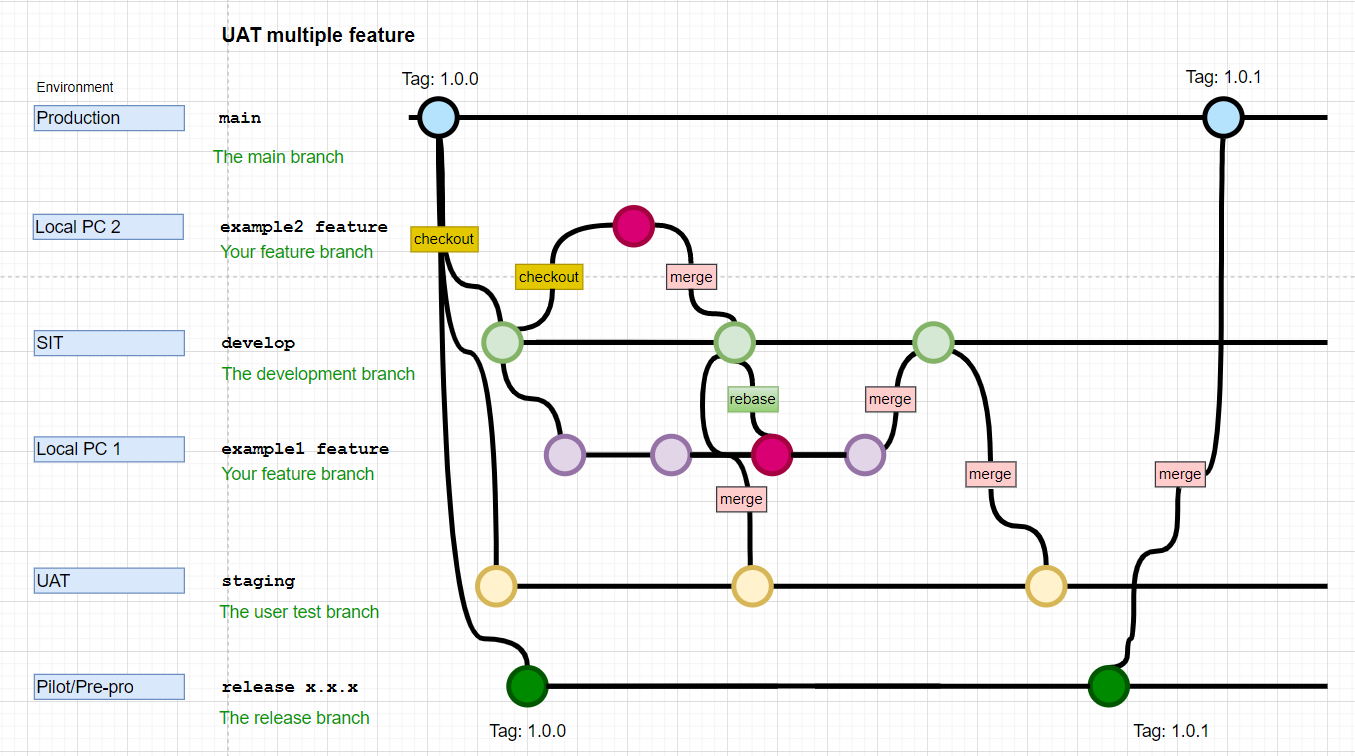 UAT multiple feature
Tag: 1.0.0
Tag: 1.0.1
Environment
Production
main
The main branch
Local PC 2
example2 feature
Your feature branch
checkout
checkout
merge
SIT
develop
The development branch
rebase
merge
Local PC 1
example1 feature
Your feature branch
merge
merge
merge
UAT
staging
The user test branch
Pilot/Pre-pro
release x.x.x
The release branch
Tag: 1.0.0
Tag: 1.0.1